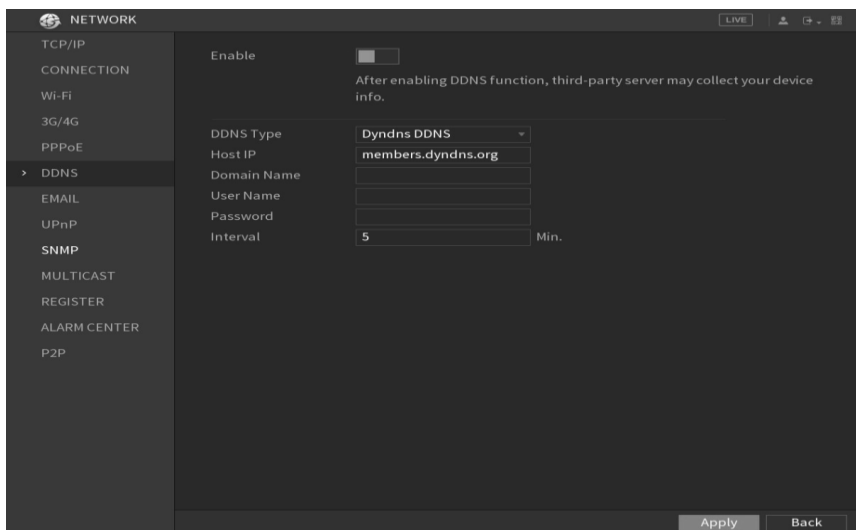 NETWORK
LIVE
TCP/IP
CONNECTION
Wi-Fi
3G/4G
PPPoE
> DDNS
EMAIL
UPnP
SNMP
MULTICAST
REGISTER
ALARM CENTER
P2P
Enable
After enabling DDNS function, third-party server may collect your device
info.
DDNS Type Dyndns DDNS
Host IP members.dyndns.org
Domain Name
User Name
Password
Interval 5 Min.
Apply Back